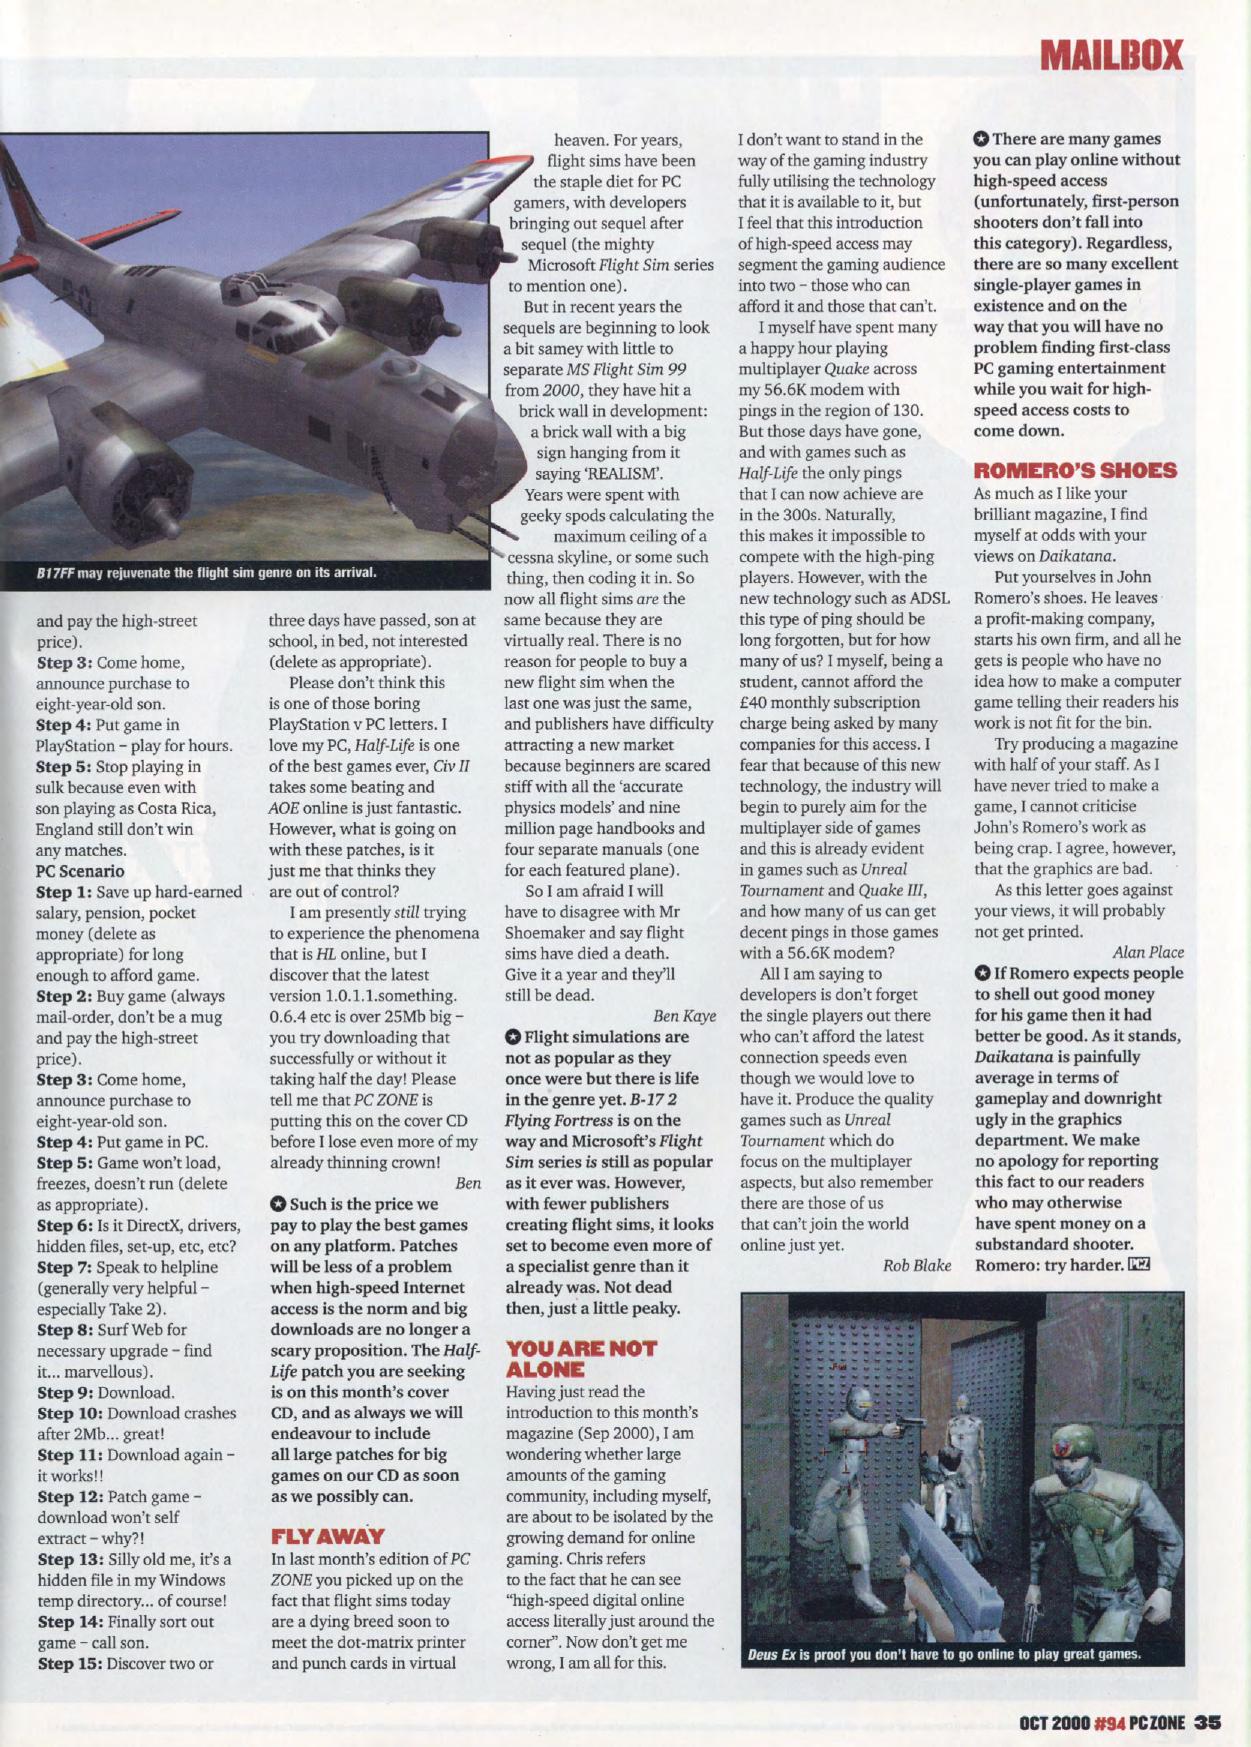 MAILBOX
B17FF may rejuvenate the flight sim genre on its arrival.
and pay the high-street
price).
Step 3: Come home,
announce purchase to
eight-year-old son.
Step 4: Put game in
PlayStation – play for hours.
Step 5: Stop playing in
sulk because even with
son playing as Costa Rica,
England still don't win
any matches.
PC Scenario
Step 1: Save up hard-earned
salary, pension, pocket
money (delete as
appropriate) for long
enough to afford game.
Step 2: Buy game (always
mail-order, don't be a mug
and pay the high-street
price).
Step 3: Come home,
announce purchase to
eight-year-old son.
Step 4: Put game in PC.
Step 5: Game won't load,
freezes, doesn't run (delete
as appropriate).
Step 6: Is it DirectX, drivers,
hidden files, set-up, etc, etc?
Step 7: Speak to helpline
(generally very helpful –
especially Take 2).
Step 8: Surf Web for
necessary upgrade – find
it... marvellous).
Step 9: Download.
Step 10: Download crashes
after 2Mb... great!
Step 11: Download again –
it works!!
Step 12: Patch game –
download won't self
extract – why?!
Step 13: Silly old me, it's a
hidden file in my Windows
temp directory... of course!
Step 14: Finally sort out
game – call son.
Step 15: Discover two or
three days have passed, son at
school, in bed, not interested
(delete as appropriate).
Please don't think this
is one of those boring
PlayStation v PC letters. I
love my PC, Half-Life is one
of the best games ever, Civ II
takes some beating and
AOE online is just fantastic.
However, what is going on
with these patches, is it
just me that thinks they
are out of control?
I am presently still trying
to experience the phenomena
that is HL online, but I
discover that the latest
version 1.0.1.1.something.
0.6.4 etc is over 25Mb big –
you try downloading that
successfully or without it
taking half the day! Please
tell me that PC ZONE is
putting this on the cover CD
before I lose even more of my
already thinning crown!
Ben
Such is the price we
pay to play the best games
on any platform. Patches
will be less of a problem
when high-speed Internet
access is the norm and big
downloads are no longer a
scary proposition. The Half-
Life patch you are seeking
is on this month's cover
CD, and as always we will
endeavour to include
all large patches for big
games on our CD as soon
as we possibly can.
FLY AWAY
In last month's edition of PC
ZONE you picked up on the
fact that flight sims today
are a dying breed soon to
meet the dot-matrix printer
and punch cards in virtual
heaven. For years,
flight sims have been
the staple diet for PC
gamers, with developers
bringing out sequel after
sequel (the mighty
Microsoft Flight Sim series
to mention one).
But in recent years the
sequels are beginning to look
a bit samey with little to
separate MS Flight Sim 99
from 2000, they have hit a
brick wall in development:
a brick wall with a big
sign hanging from it
saying 'REALISM'.
Years were spent with
geeky spods calculating the
maximum ceiling of a
cessna skyline, or some such
thing, then coding it in. So
now all flight sims are the
same because they are
virtually real. There is no
reason for people to buy a
new flight sim when the
last one was just the same,
and publishers have difficulty
attracting a new market
because beginners are scared
stiff with all the 'accurate
physics models' and nine
million page handbooks and
four separate manuals (one
for each featured plane).
So I am afraid I will
have to disagree with Mr
Shoemaker and say flight
sims have died a death.
Give it a year and they'll
still be dead.
Ben Kaye
Flight simulations are
not as popular as they
once were but there is life
in the genre yet. B-17 2
Flying Fortress is on the
way and Microsoft's Flight
Sim series is still as popular
as it ever was. However,
with fewer publishers
creating flight sims, it looks
set to become even more of
a specialist genre than it
already was. Not dead
then, just a little peaky.
YOU ARE NOT
ALONE
Having just read the
introduction to this month's
magazine (Sep 2000), I am
wondering whether large
amounts of the gaming
community, including myself,
are about to be isolated by the
growing demand for online
gaming. Chris refers
to the fact that he can see
"high-speed digital online
access literally just around the
corner". Now don't get me
wrong, I am all for this.
I don't want to stand in the
way of the gaming industry
fully utilising the technology
that it is available to it, but
I feel that this introduction
of high-speed access may
segment the gaming audience
into two – those who can
afford it and those that can't.
I myself have spent many
a happy hour playing
multiplayer Quake across
my 56.6K modem with
pings in the region of 130.
But those days have gone,
and with games such as
Half-Life the only pings
that I can now achieve are
in the 300s. Naturally,
this makes it impossible to
compete with the high-ping
players. However, with the
new technology such as ADSL
this type of ping should be
long forgotten, but for how
many of us? I myself, being a
student, cannot afford the
£40 monthly subscription
charge being asked by many
companies for this access. I
fear that because of this new
technology, the industry will
begin to purely aim for the
multiplayer side of games
and this is already evident
in games such as Unreal
Tournament and Quake III,
and how many of us can get
decent pings in those games
with a 56.6K modem?
All I am saying to
developers is don't forget
the single players out there
who can't afford the latest
connection speeds even
though we would love to
have it. Produce the quality
games such as Unreal
Tournament which do
focus on the multiplayer
aspects, but also remember
there are those of us
that can't join the world
online just yet.
Rob Blake
There are many games
you can play online without
high-speed access
(unfortunately, first-person
shooters don't fall into
this category). Regardless,
there are so many excellent
single-player games in
existence and on the
way that you will have no
problem finding first-class
PC gaming entertainment
while you wait for high-
speed access costs to
come down.
ROMERO'S SHOES
As much as I like your
brilliant magazine, I find
myself at odds with your
views on Daikatana.
Put yourselves in John
Romero's shoes. He leaves
a profit-making company,
starts his own firm, and all he
gets is people who have no
idea how to make a computer
game telling their readers his
work is not fit for the bin.
Try producing a magazine
with half of your staff. As I
have never tried to make a
game, I cannot criticise
John's Romero's work as
being crap. I agree, however,
that the graphics are bad.
As this letter goes against
your views, it will probably
not get printed.
Alan Place
If Romero expects people
to shell out good money
for his game then it had
better be good. As it stands,
Daikatana is painfully
average in terms of
gameplay and downright
ugly in the graphics
department. We make
no apology for reporting
this fact to our readers
who may otherwise
have spent money on a
substandard shooter.
Romero: try harder. PCZ
Deus Ex is proof you don't have to go online to play great games.
OCT 2000 #94 PC ZONE 35